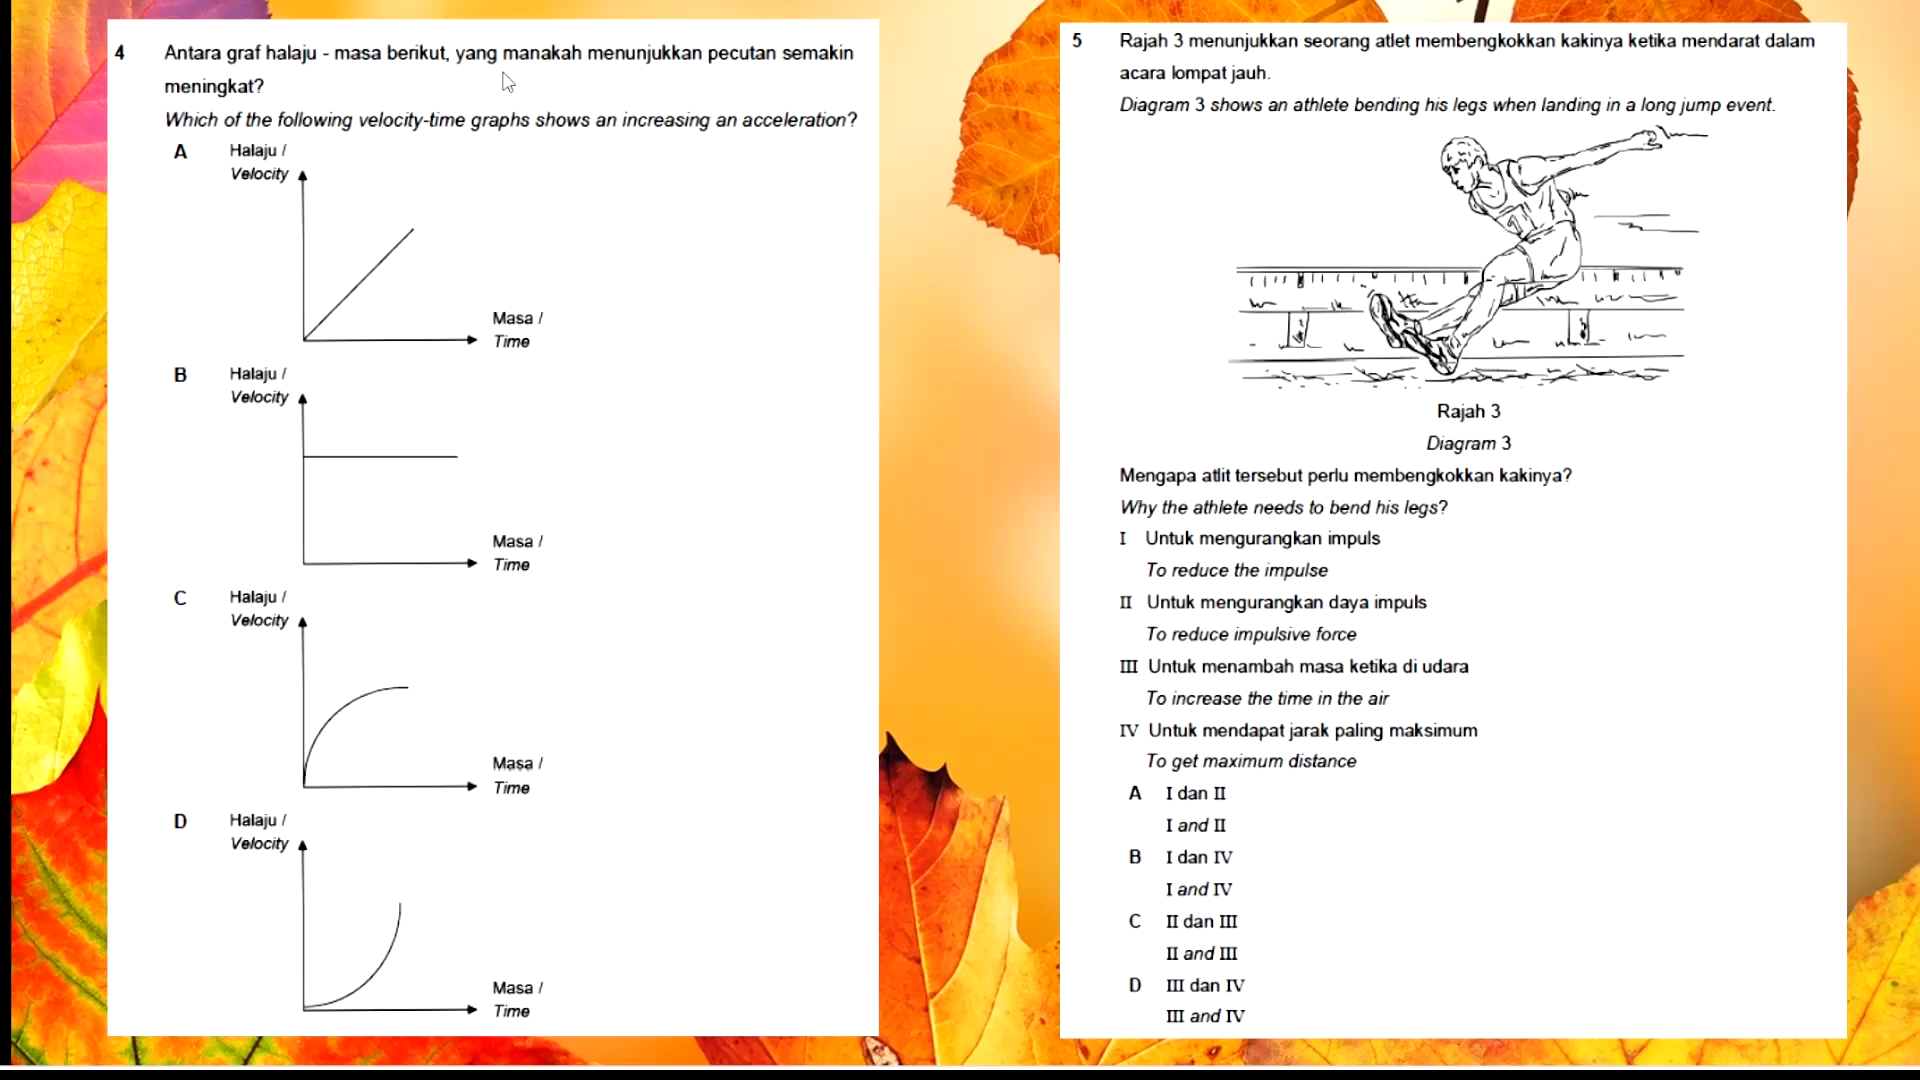 4 Antara graf halaju - masa berikut, yang manakah menunjukkan pecutan semakin
meningkat?
Which of the following velocity-time graphs shows an increasing an acceleration?
A Halaju /
Velocity
Masa /
Time
B Halaju /
Velocity
Masa /
Time
C Halaju /
Velocity
Masa /
Time
D Halaju /
Velocity
Masa /
Time
5 Rajah 3 menunjukkan seorang atlet membengkokkan kakinya ketika mendarat dalam
acara lompat jauh.
Diagram 3 shows an athlete bending his legs when landing in a long jump event.
Rajah 3
Diagram 3
Mengapa atlit tersebut perlu membengkokkan kakinya?
Why the athlete needs to bend his legs?
I Untuk mengurangkan impuls
To reduce the impulse
II Untuk mengurangkan daya impuls
To reduce impulsive force
III Untuk menambah masa ketika di udara
To increase the time in the air
IV Untuk mendapat jarak paling maksimum
To get maximum distance
A I dan II
I and II
B I dan IV
I and IV
C II dan III
II and III
D III dan IV
III and IV